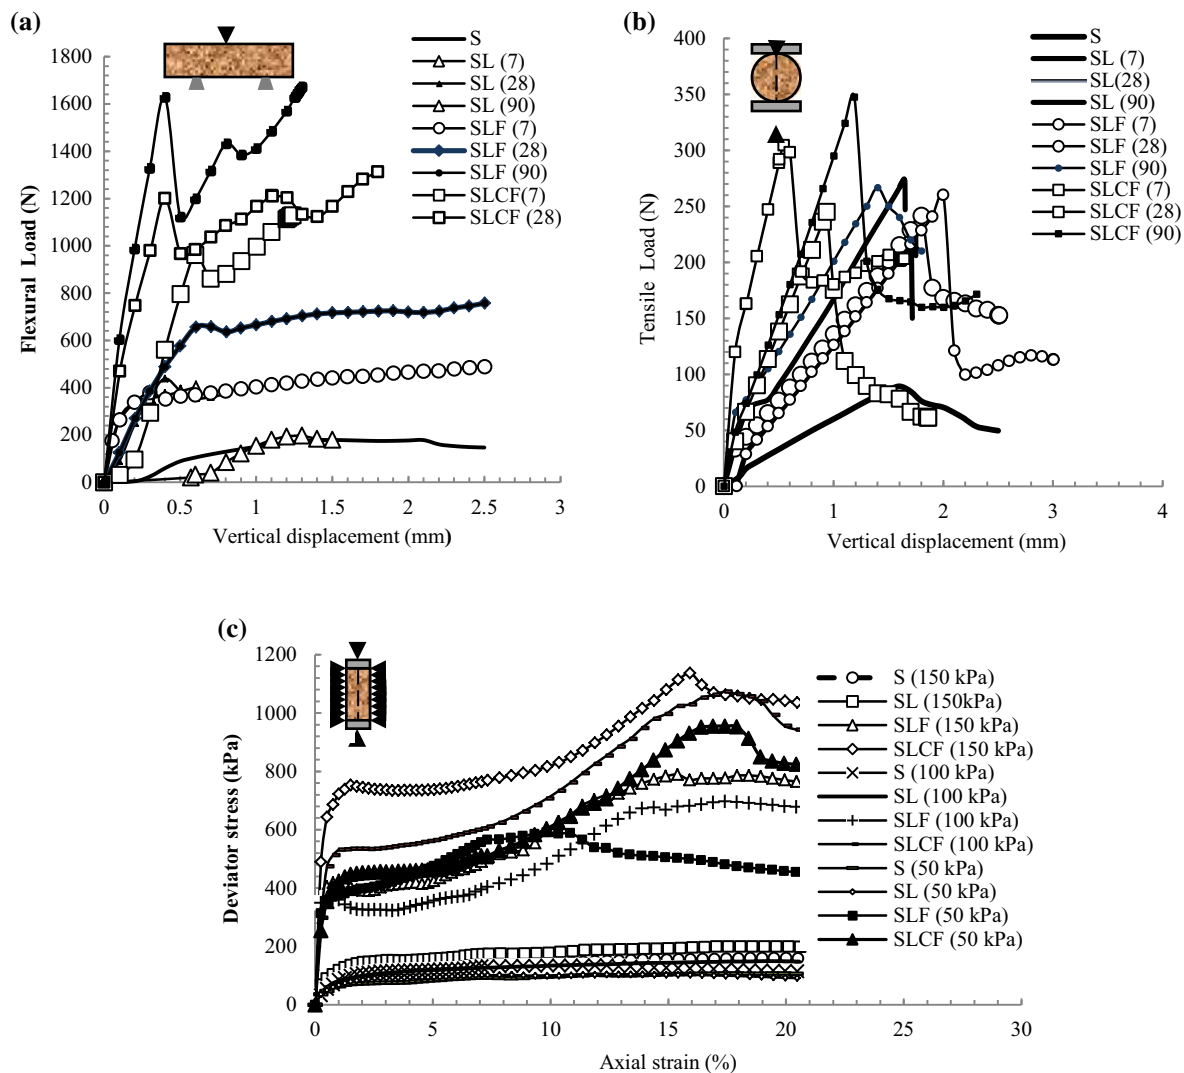 (a)
1800
1600
1400
1200
1000
800
600
400
200
0
Flexural Load (N)
0 0.5 1 1.5 2 2.5 3
Vertical displacement (mm)
S
SL (7)
SL (28)
SL (90)
SLF (7)
SLF (28)
SLF (90)
SLCF(7)
SLCF (28)
(b)
400
350
300
250
200
150
100
50
0
Tensile Load (N)
0 1 2 3 4
Vertical displacement (mm)
S
SL (7)
SL(28)
SL (90)
SLF (7)
SLF (28)
SLF (90)
SLCF (7)
SLCF (28)
SLCF (90)
(c)
1200
1000
800
600
400
200
0
Deviator stress (kPa)
0 5 10 15 20 25 30
Axial strain (%)
S (150 kPa)
SL (150kPa)
SLF (150 kPa)
SLCF (150 kPa)
S (100 kPa)
SL (100 kPa)
SLF (100 kPa)
SLCF (100 kPa)
S (50 kPa)
SL (50 kPa)
SLF (50 kPa)
SLCF (50 kPa)